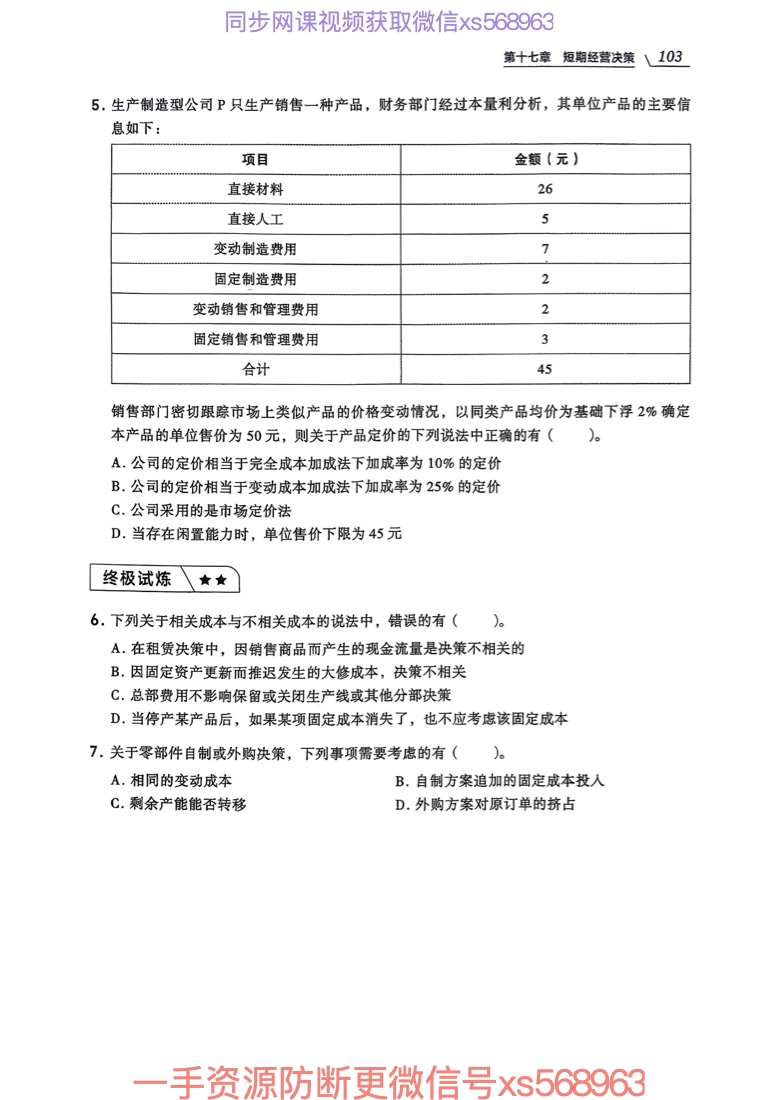 同步网课视频获取微信xs568963
第十七章 短期经营决策 103
5. 生产制造型公司 P 只生产销售一种产品，财务部门经过本量利分析，其单位产品的主要信
息如下：
项目 金额（元）
直接材料 26
直接人工 5
变动制造费用 7
固定制造费用 2
变动销售和管理费用 2
固定销售和管理费用 3
合计 45
销售部门密切跟踪市场上类似产品的价格变动情况，以同类产品均价为基础下浮 2% 确定
本产品的单位售价为 50 元，则关于产品定价的下列说法中正确的有（ ）。
A. 公司的定价相当于完全成本加成法下加成率为 10% 的定价
B. 公司的定价相当于变动成本加成法下加成率为 25% 的定价
C. 公司采用的是市场定价法
D. 当存在闲置能力时，单位售价下限为 45 元
终极试炼 ★★
6. 下列关于相关成本与不相关成本的说法中，错误的有（ ）。
A. 在租赁决策中，因销售商品而产生的现金流量是决策不相关的
B. 因固定资产更新而推迟发生的大修成本，决策不相关
C. 总部费用不影响保留或关闭生产线或其他分部决策
D. 当停产某产品后，如果某项固定成本消失了，也不应考虑该固定成本
7. 关于零部件自制或外购决策，下列事项需要考虑的有（ ）。
A. 相同的变动成本 B. 自制方案追加的固定成本投入
C. 剩余产能能否转移 D. 外购方案对原订单的挤占
一手资源防断更微信号xs568963